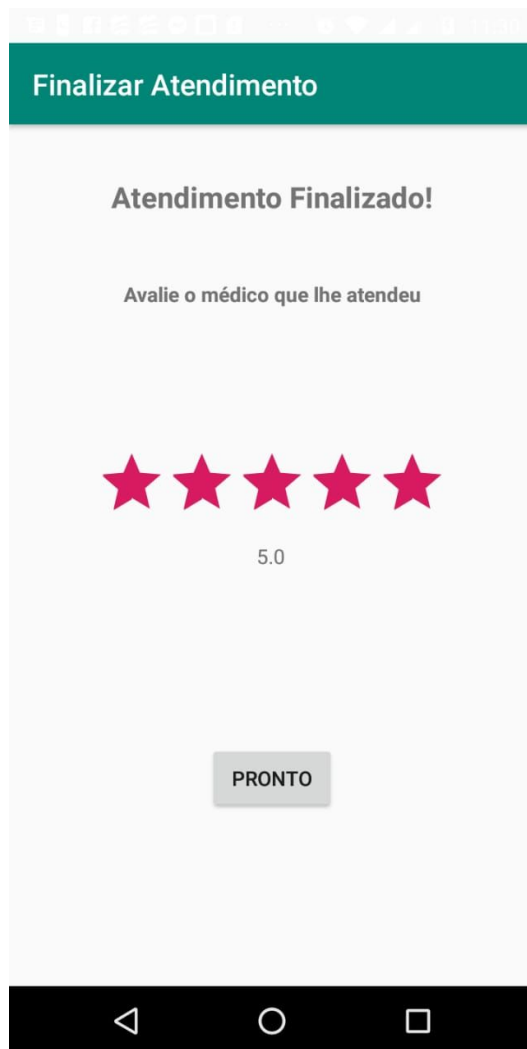 Finalizar Atendimento
Atendimento Finalizado!
Avalie o médico que lhe atendeu
5.0
PRONTO